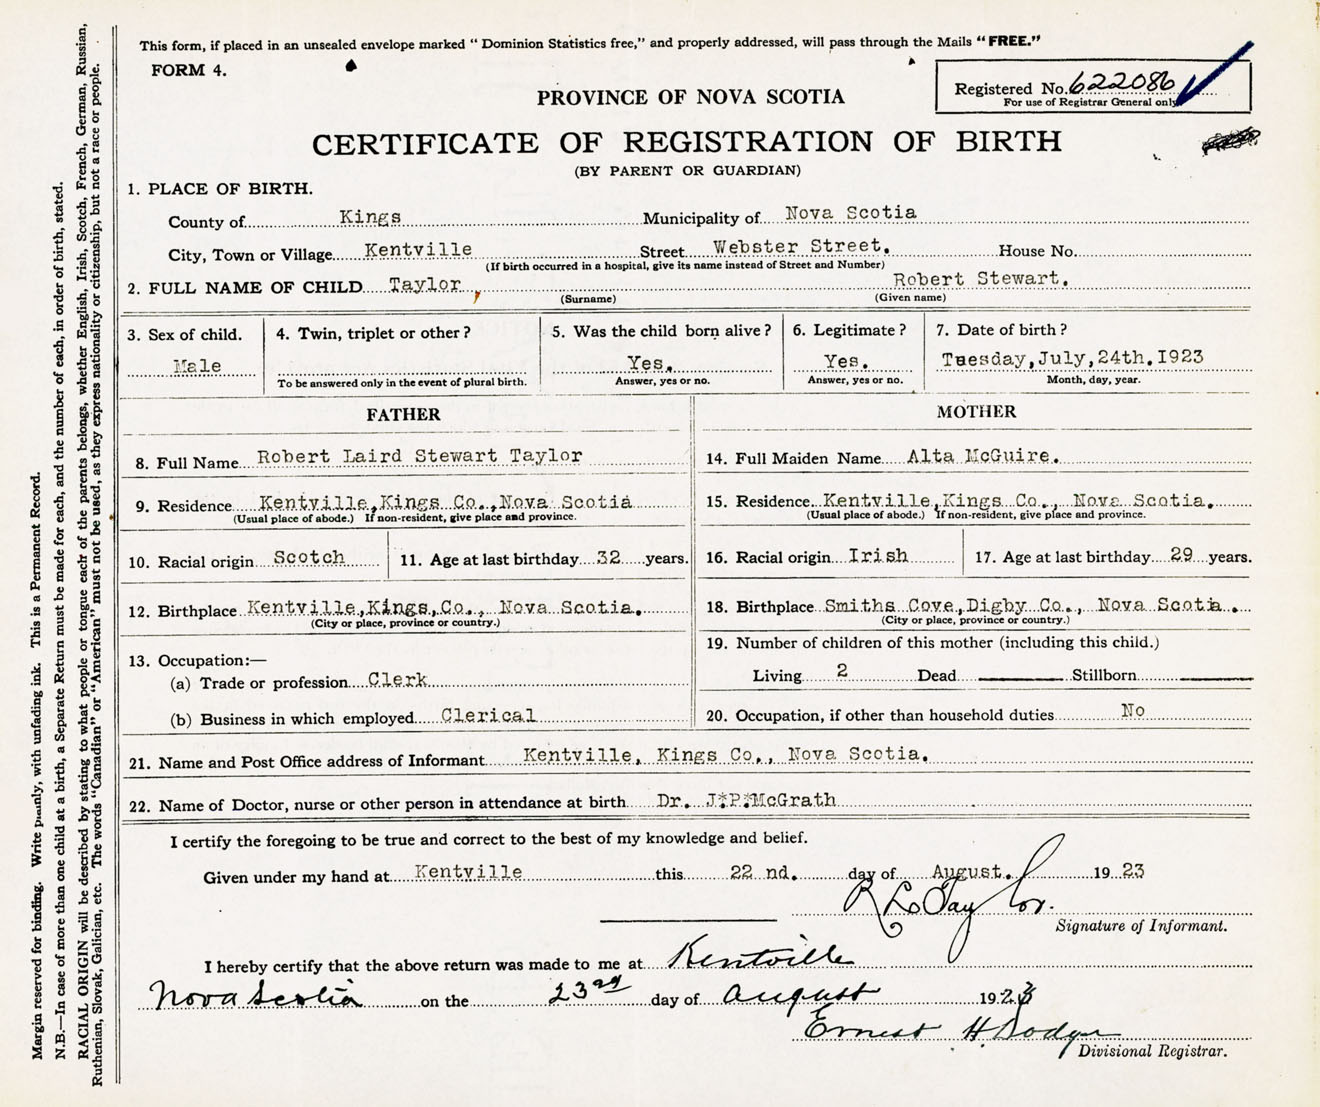 This form, if placed in an unsealed envelope marked "Dominion Statistics free," and properly addressed, will pass through the Mails "FREE."
FORM 4.
Registered No. 622086
For use of Registrar General only
PROVINCE OF NOVA SCOTIA
CERTIFICATE OF REGISTRATION OF BIRTH
(BY PARENT OR GUARDIAN)
1. PLACE OF BIRTH.
County of Kings Municipality of Nova Scotia
City, Town or Village Kentville Street Webster Street. House No.
(If birth occurred in a hospital, give its name instead of Street and Number)
2. FULL NAME OF CHILD Taylor, Robert Stewart.
(Surname) (Given name)
3. Sex of child. 4. Twin, triplet or other? 5. Was the child born alive? 6. Legitimate? 7. Date of birth?
Male Yes. Yes. Tuesday, July, 24th. 1923
To be answered only in the event of plural birth. Answer, yes or no. Answer, yes or no. Month, day, year.
FATHER MOTHER
8. Full Name Robert Laird Stewart Taylor 14. Full Maiden Name Alta McGuire.
9. Residence Kentville, Kings Co., Nova Scotia 15. Residence Kentville, Kings Co., Nova Scotia.
(Usual place of abode.) If non-resident, give place and province. (Usual place of abode.) If non-resident, give place and province.
10. Racial origin Scotch 11. Age at last birthday 32 years. 16. Racial origin Irish 17. Age at last birthday 29 years.
12. Birthplace Kentville, Kings, Co., Nova Scotia. 18. Birthplace Smiths Cove, Digby Co., Nova Scotia.
(City or place, province or country.) (City or place, province or country.)
19. Number of children of this mother (including this child.)
13. Occupation:—
(a) Trade or profession Clerk Living 2 Dead Stillborn
(b) Business in which employed Clerical 20. Occupation, if other than household duties No
21. Name and Post Office address of Informant Kentville, Kings Co., Nova Scotia.
22. Name of Doctor, nurse or other person in attendance at birth Dr. J*P*McGrath
I certify the foregoing to be true and correct to the best of my knowledge and belief.
Given under my hand at Kentville this 22 nd. day of August. 19 23
R L Taylor.
Signature of Informant.
I hereby certify that the above return was made to me at Kentville
Nova Scotia on the 23rd day of August 1923
Ernest H. Dodge
Divisional Registrar.
Margin reserved for binding. Write plainly, with unfading ink. This is a Permanent Record.
N.B.—In case of more than one child at a birth, a Separate Return must be made for each, and the number of each, in order of birth, stated.
RACIAL ORIGIN will be described by stating to what people or tongue each of the parents belongs, whether English, Irish, Scotch, French, German, Russian,
Ruthenian, Slovak, Galician, etc. The words "Canadian" or "American" must not be used, as they express nationality or citizenship, but not a race or people.